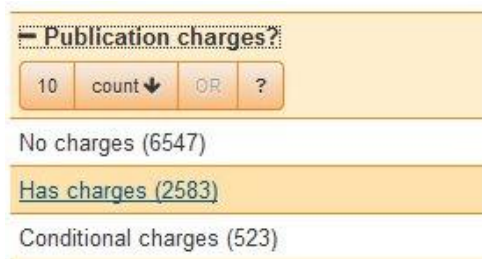 − Publication charges?
10 count ↓ OR ?
No charges (6547)
Has charges (2583)
Conditional charges (523)